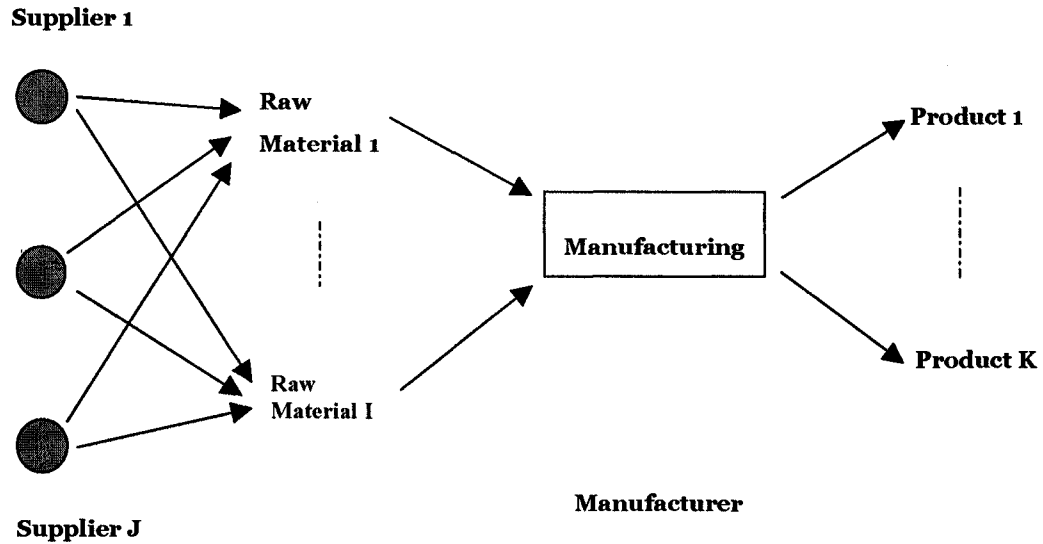 Supplier 1
Raw
Material 1
Product 1
Manufacturing
Raw
Material I
Product K
Manufacturer
Supplier J